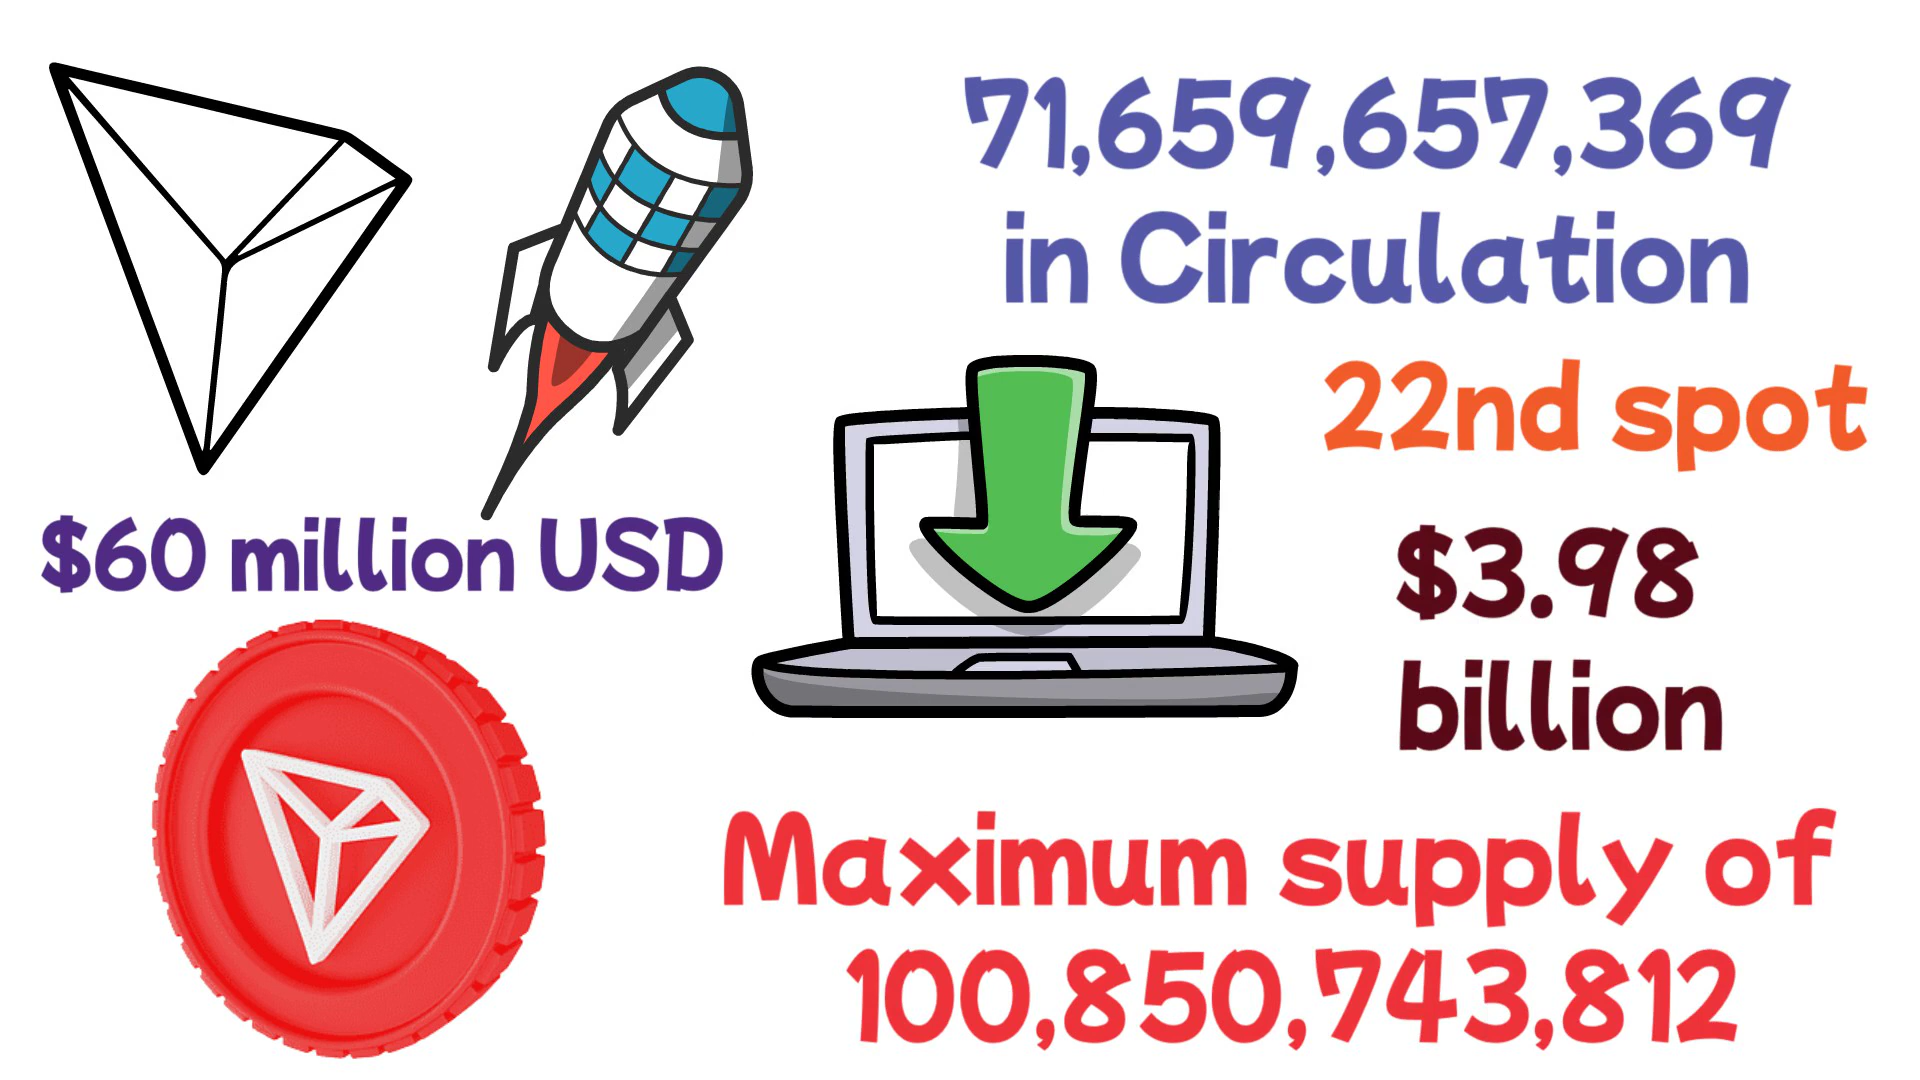 71,659,657,369
in Circulation
22nd spot
$60 million USD
$3.98
billion
Maximum supply of
100,850,743,812